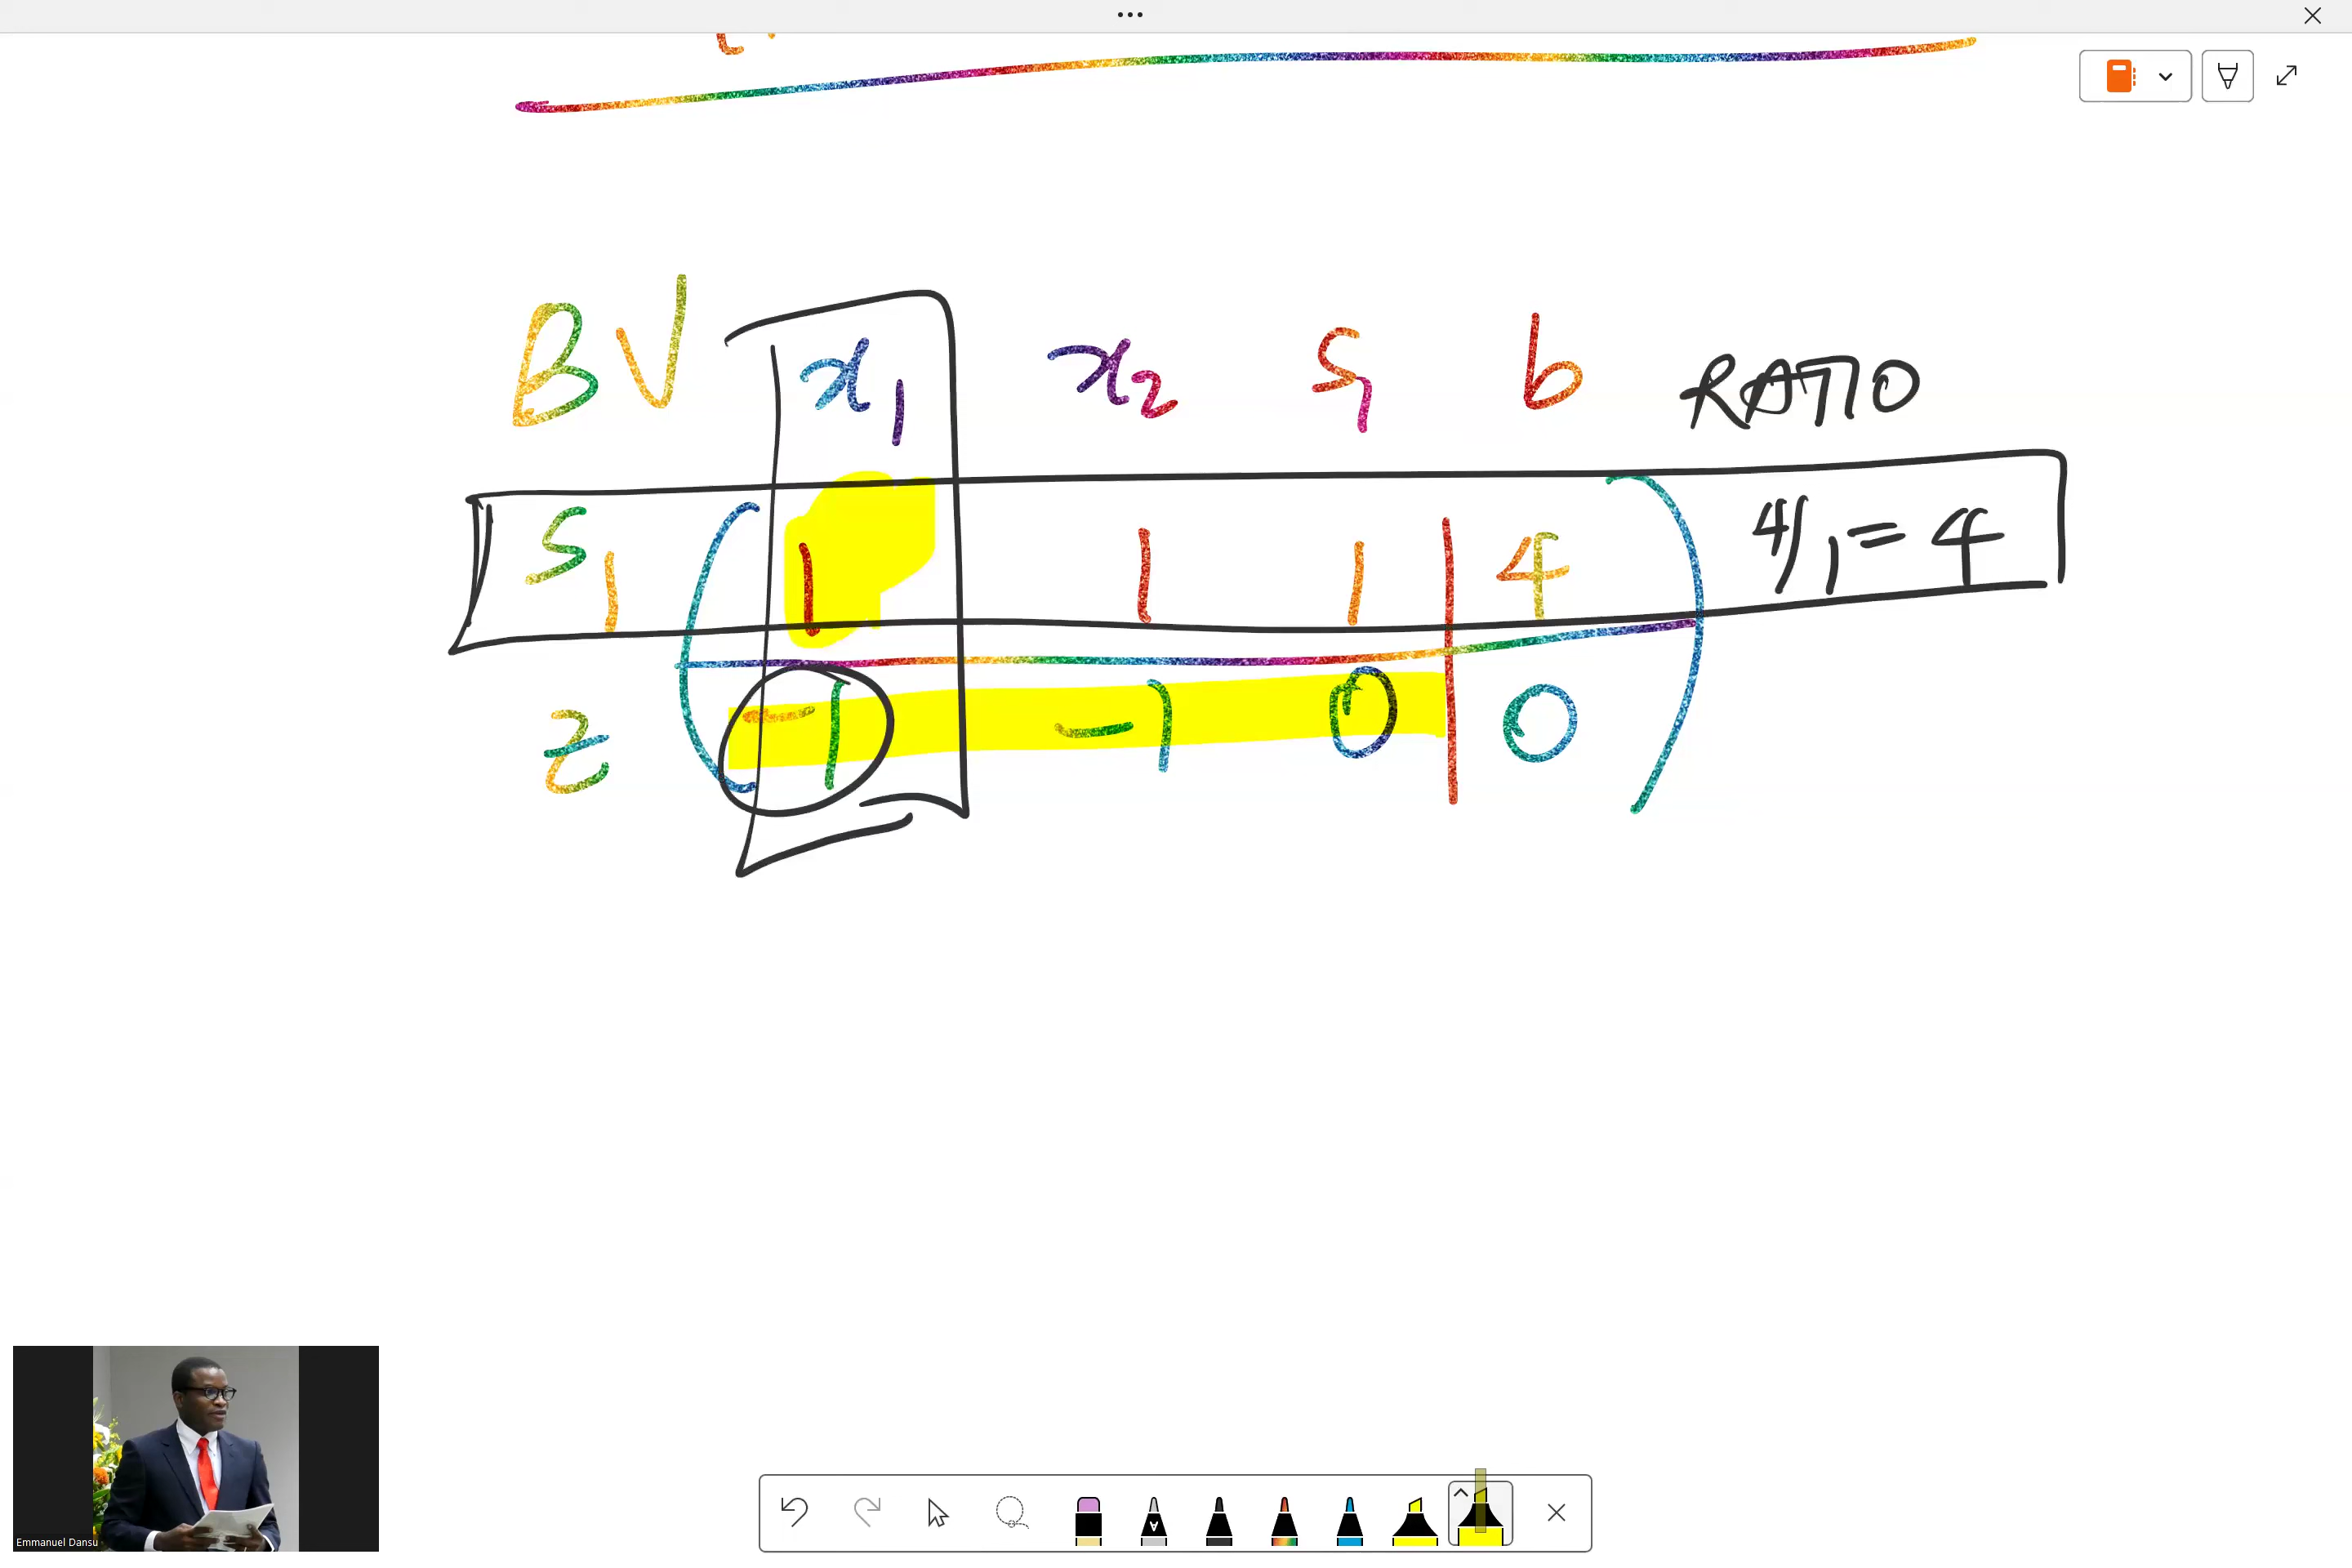 BV x₁ x₂ s₁ b RATIO
s₁ 1 1 1 4 4/1 = 4
z -1 -1 0 0
Emmanuel Dansu